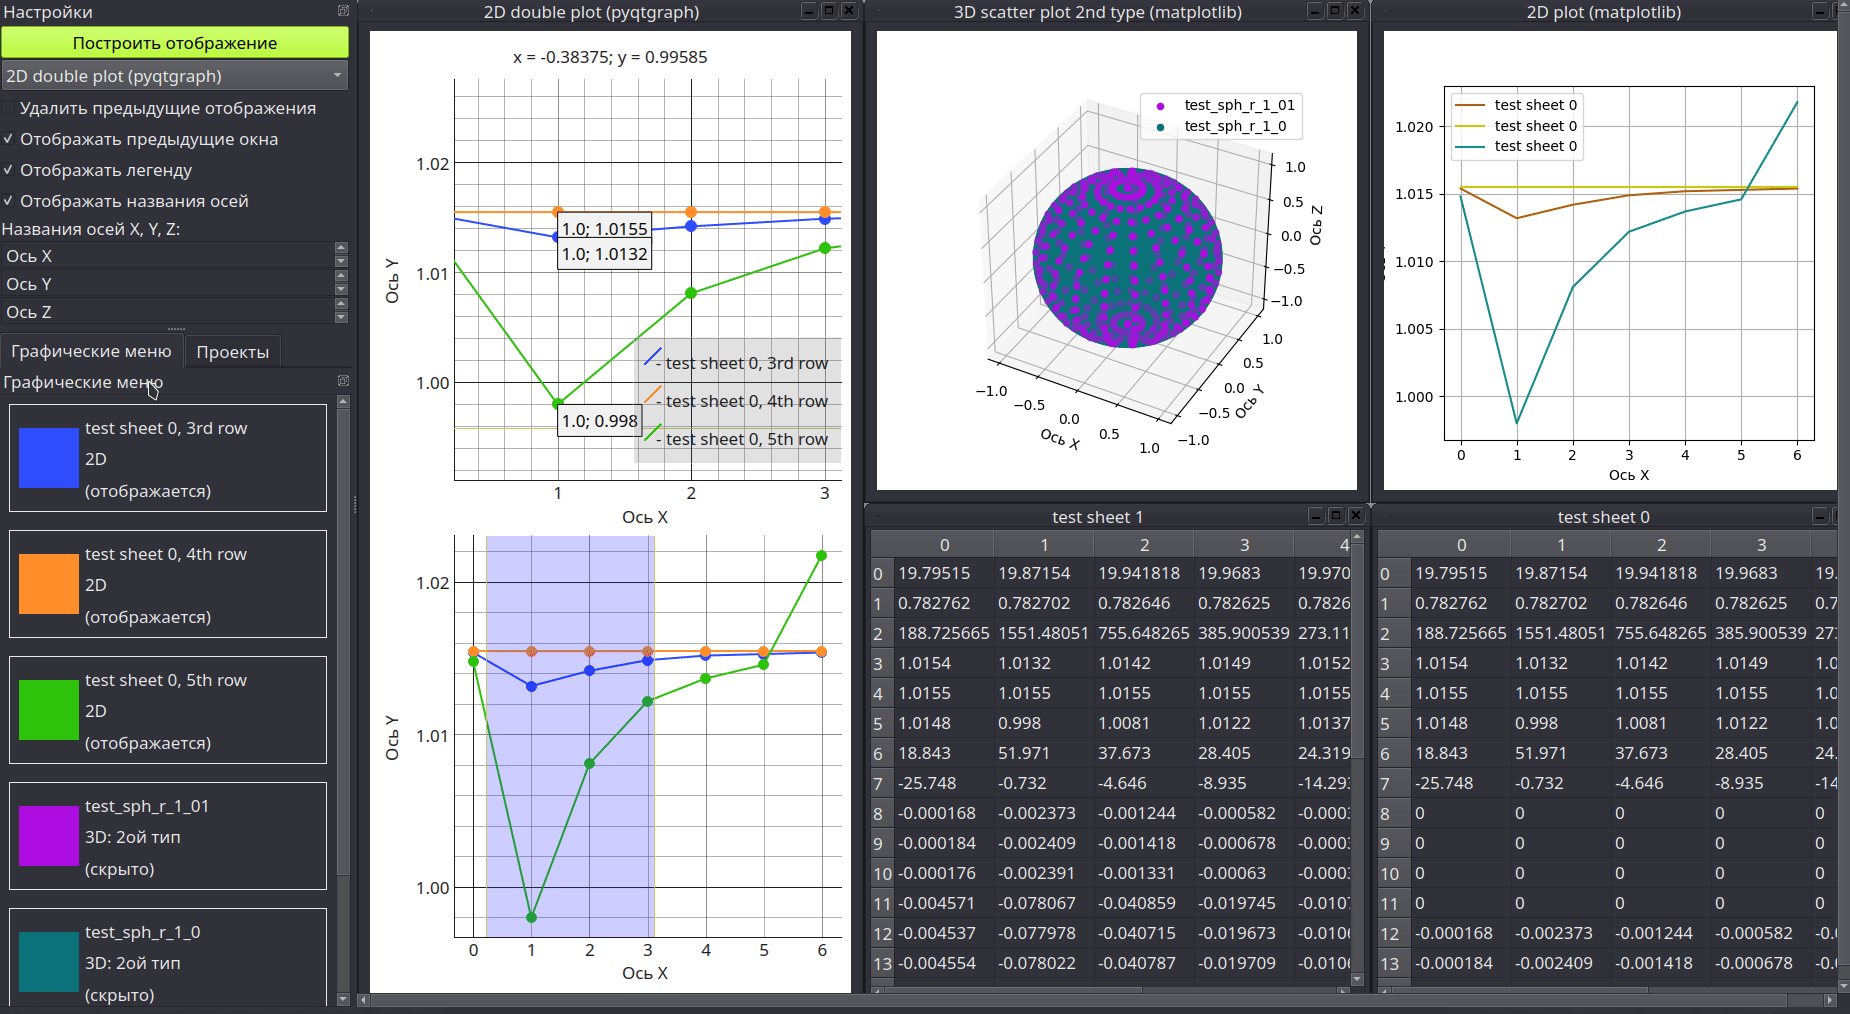 Настройки
Построить отображение
2D double plot (pyqtgraph)
Удалить предыдущие отображения
Отображать предыдущие окна
Отображать легенду
Отображать названия осей
Названия осей X, Y, Z:
Ось X
Ось Y
Ось Z
Графические меню
Проекты
Графические меню
test sheet 0, 3rd row
2D
(отображается)
test sheet 0, 4th row
2D
(отображается)
test sheet 0, 5th row
2D
(отображается)
test_sph_r_1_01
3D: 2ой тип
(скрыто)
test_sph_r_1_0
3D: 2ой тип
(скрыто)
2D double plot (pyqtgraph)
x = -0.38375; y = 0.99585
1.02
1.01
1.00
Ось Y
1.0; 1.0155
1.0; 1.0132
1.0; 0.998
- test sheet 0, 3rd row
- test sheet 0, 4th row
- test sheet 0, 5th row
1 2 3
Ось X
1.02
1.01
1.00
Ось Y
0 1 2 3 4 5 6
Ось X
3D scatter plot 2nd type (matplotlib)
test_sph_r_1_01
test_sph_r_1_0
1.0
0.5
0.0
−0.5
−1.0
Ось Z
1.0
0.5
0.0
−0.5
−1.0
Ось Y
−1.0
−0.5
0.0
0.5
1.0
Ось X
2D plot (matplotlib)
test sheet 0
test sheet 0
test sheet 0
1.020
1.015
1.010
1.005
1.000
0 1 2 3 4 5 6
Ось X
test sheet 1
0 1 2 3 4
0 19.79515 19.87154 19.941818 19.9683 19.970
1 0.782762 0.782702 0.782646 0.782625 0.7826
2 188.725665 1551.48051 755.648265 385.900539 273.11
3 1.0154 1.0132 1.0142 1.0149 1.0152
4 1.0155 1.0155 1.0155 1.0155 1.0155
5 1.0148 0.998 1.0081 1.0122 1.0137
6 18.843 51.971 37.673 28.405 24.319
7 -25.748 -0.732 -4.646 -8.935 -14.293
8 -0.000168 -0.002373 -0.001244 -0.000582 -0.000
9 -0.000184 -0.002409 -0.001418 -0.000678 -0.000
10 -0.000176 -0.002391 -0.001331 -0.00063 -0.000
11 -0.004571 -0.078067 -0.040859 -0.019745 -0.010
12 -0.004537 -0.077978 -0.040715 -0.019673 -0.010
13 -0.004554 -0.078022 -0.040787 -0.019709 -0.010
test sheet 0
0 1 2 3
0 19.79515 19.87154 19.941818 19.9683 19.
1 0.782762 0.782702 0.782646 0.782625 0.7
2 188.725665 1551.48051 755.648265 385.900539 273
3 1.0154 1.0132 1.0142 1.0149 1.0
4 1.0155 1.0155 1.0155 1.0155 1.0
5 1.0148 0.998 1.0081 1.0122 1.0
6 18.843 51.971 37.673 28.405 24.
7 -25.748 -0.732 -4.646 -8.935 -14
8 0 0 0 0 0
9 0 0 0 0 0
10 0 0 0 0 0
11 0 0 0 0 0
12 -0.000168 -0.002373 -0.001244 -0.000582 -0.
13 -0.000184 -0.002409 -0.001418 -0.000678 -0.